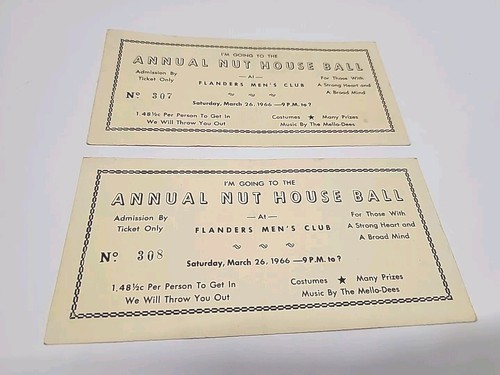 I'M GOING TO THE
ANNUAL NUT HOUSE BALL
Admission By
Ticket Only
— At —
FLANDERS MEN'S CLUB
For Those With
A Strong Heart and
A Broad Mind
No 307
Saturday, March 26, 1966 — 9 P.M. to ?
1.48½c Per Person To Get In
We Will Throw You Out
Costumes ★ Many Prizes
Music By The Mello-Dees
I'M GOING TO THE
ANNUAL NUT HOUSE BALL
Admission By
Ticket Only
— At —
FLANDERS MEN'S CLUB
For Those With
A Strong Heart and
A Broad Mind
No 308
Saturday, March 26, 1966 — 9 P.M. to ?
1.48½c Per Person To Get In
We Will Throw You Out
Costumes ★ Many Prizes
Music By The Mello-Dees